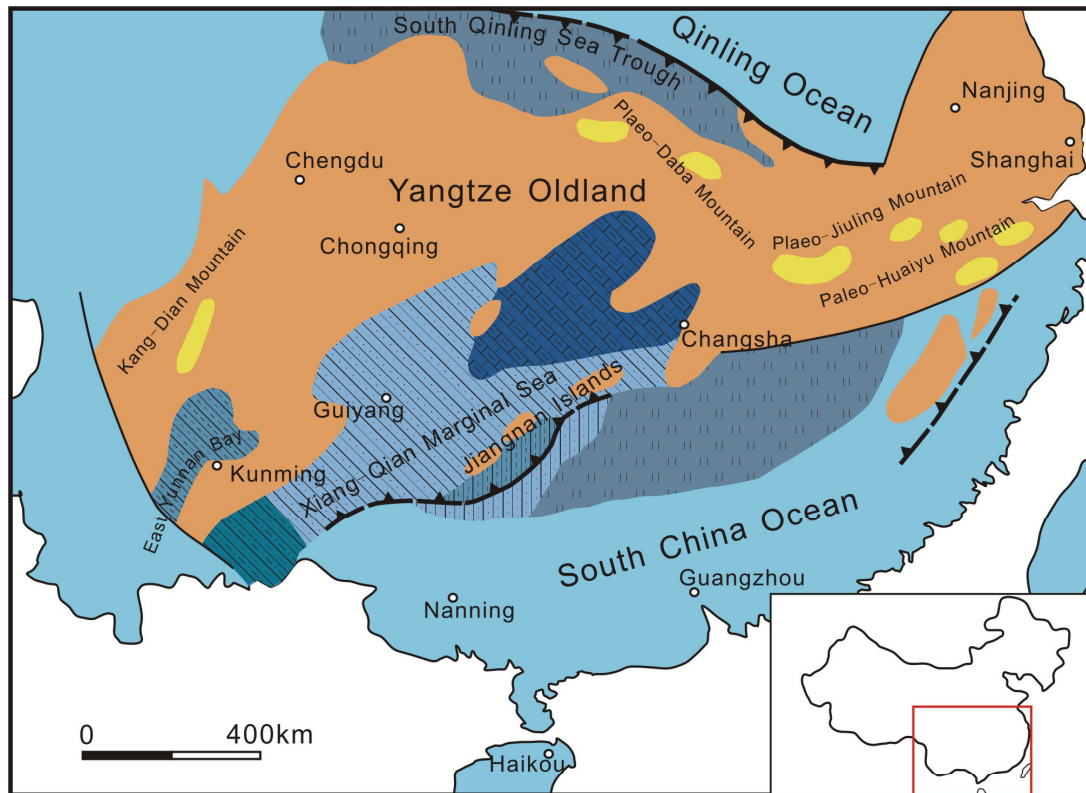 South Qinling Sea Trough
Qinling Ocean
Nanjing
Shanghai
Plaeo-Daba Mountain
Chengdu
Yangtze Oldland
Chongqing
Plaeo-Jiuling Mountain
Paleo-Huaiyu Mountain
Kang-Dian Mountain
Changsha
Guiyang
Xiang Qian Marginal Sea
Jiangnan Islands
East Yunnan Bay
Kunming
South China Ocean
Guangzhou
Nanning
0 400km
Haikou